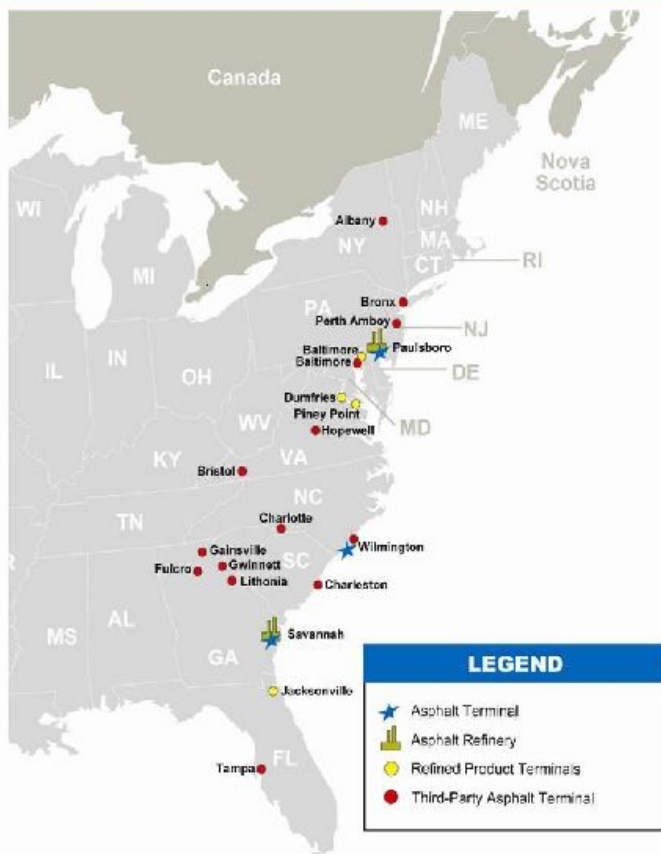 Canada
ME
Nova
Scotia
WI
Albany
NH
NY
MA
MI
CT
RI
Bronx
PA
Perth Amboy
NJ
Baltimore
Paulsboro
IN
Baltimore
IL
OH
DE
Dumfries
WV
Piney Point
MD
Hopewell
KY
VA
Bristol
NC
TN
Charlotte
Wilmington
Gainsville
SC
Gwinnett
Fulcro
Lithonia
Charleston
AL
MS
Savannah
GA
LEGEND
Jacksonville
Asphalt Terminal
Asphalt Refinery
FL
Tampa
Refined Product Terminals
Third-Party Asphalt Terminal